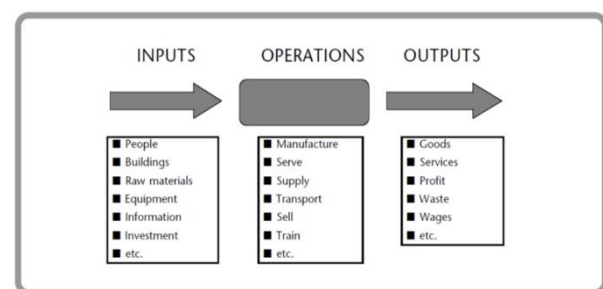 INPUTS
OPERATIONS
OUTPUTS
■ People
■ Buildings
■ Raw materials
■ Equipment
■ Information
■ Investment
■ etc.
■ Manufacture
■ Serve
■ Supply
■ Transport
■ Sell
■ Train
■ etc.
■ Goods
■ Services
■ Profit
■ Waste
■ Wages
■ etc.